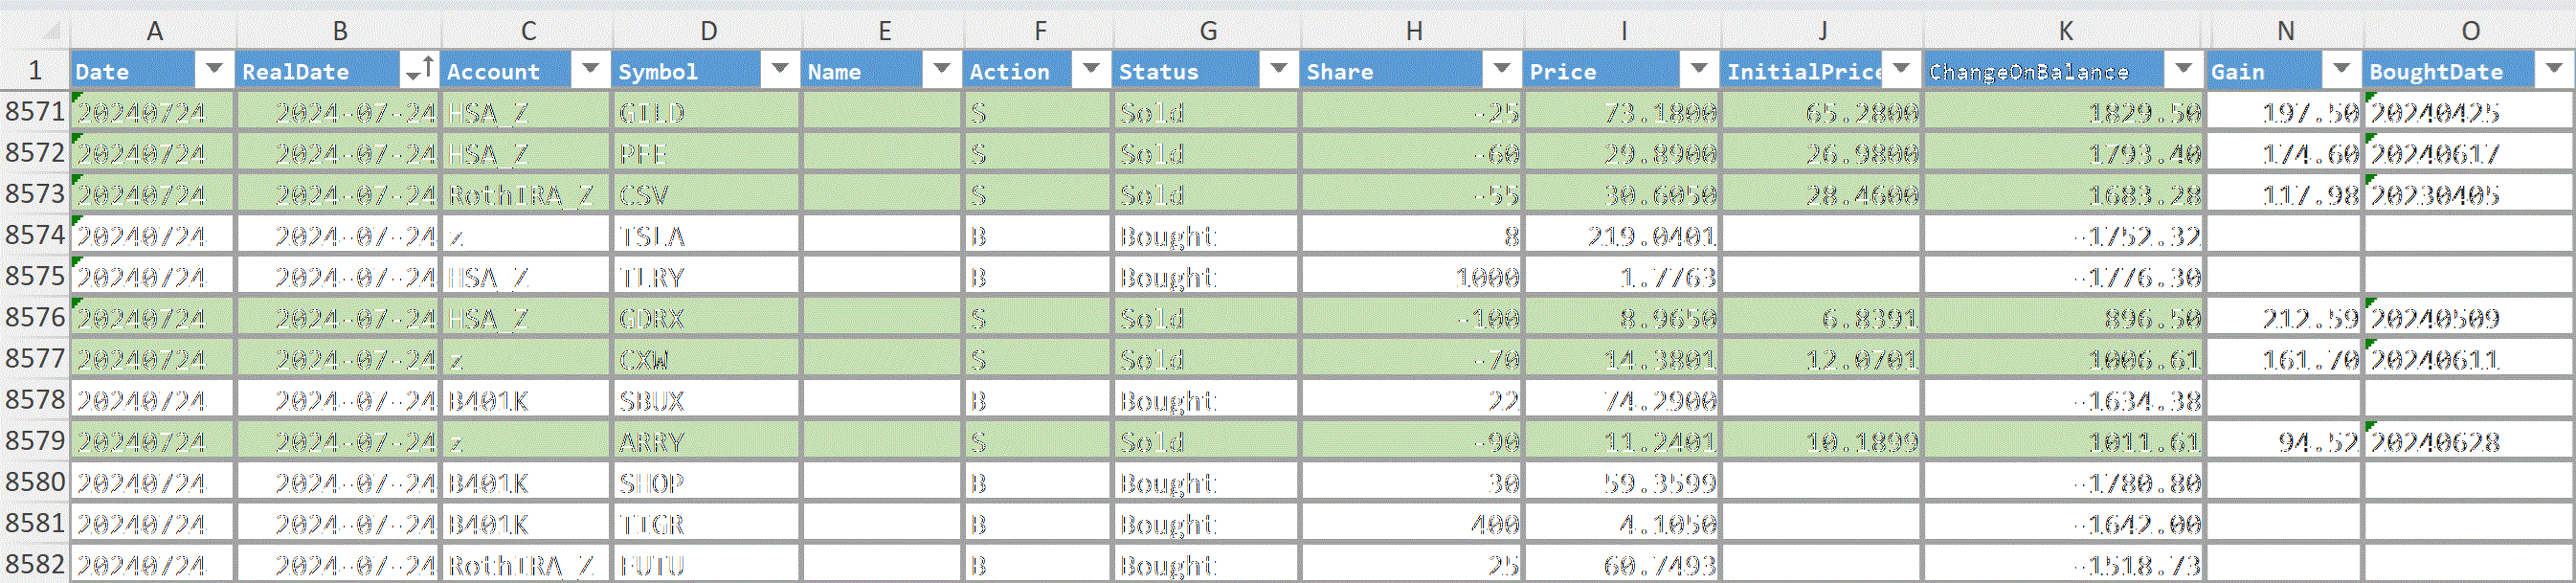 A B C D E F G H I J K N O
1 Date RealDate Account Symbol Name Action Status Share Price InitialPrice ChangeOnBalance Gain BoughtDate
8571 20240724 2024-07-24 HSA_Z GILD S Sold -25 73.1800 65.2800 1829.50 197.50 20240425
8572 20240724 2024-07-24 HSA_Z PFE S Sold -60 29.8900 26.9800 1793.40 174.60 20240617
8573 20240724 2024-07-24 RothIRA_Z CSV S Sold -55 30.6050 28.4600 1683.28 117.98 20230405
8574 20240724 2024-07-24 z TSLA B Bought 8 219.0401 -1752.32
8575 20240724 2024-07-24 HSA_Z TLRY B Bought 1000 1.7763 -1776.30
8576 20240724 2024-07-24 HSA_Z GDRX S Sold -100 8.9650 6.8391 896.50 212.59 20240509
8577 20240724 2024-07-24 z CXW S Sold -70 14.3801 12.0701 1006.61 161.70 20240611
8578 20240724 2024-07-24 B401K SBUX B Bought 22 74.2900 -1634.38
8579 20240724 2024-07-24 z ARRY S Sold -90 11.2401 10.1899 1011.61 94.52 20240628
8580 20240724 2024-07-24 B401K SHOP B Bought 30 59.3599 -1780.80
8581 20240724 2024-07-24 B401K TIGR B Bought 400 4.1050 -1642.00
8582 20240724 2024-07-24 RothIRA_Z FUTU B Bought 25 60.7493 -1518.73